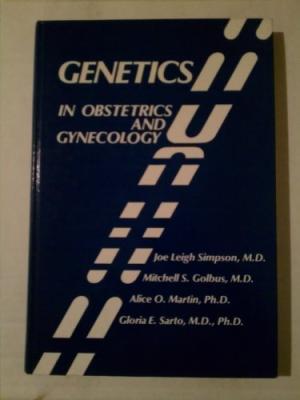 GENETICS
IN OBSTETRICS
AND
GYNECOLOGY
Joe Leigh Simpson, M.D.
Mitchell S. Golbus, M.D.
Alice O. Martin, Ph.D.
Gloria E. Sarto, M.D., Ph.D.